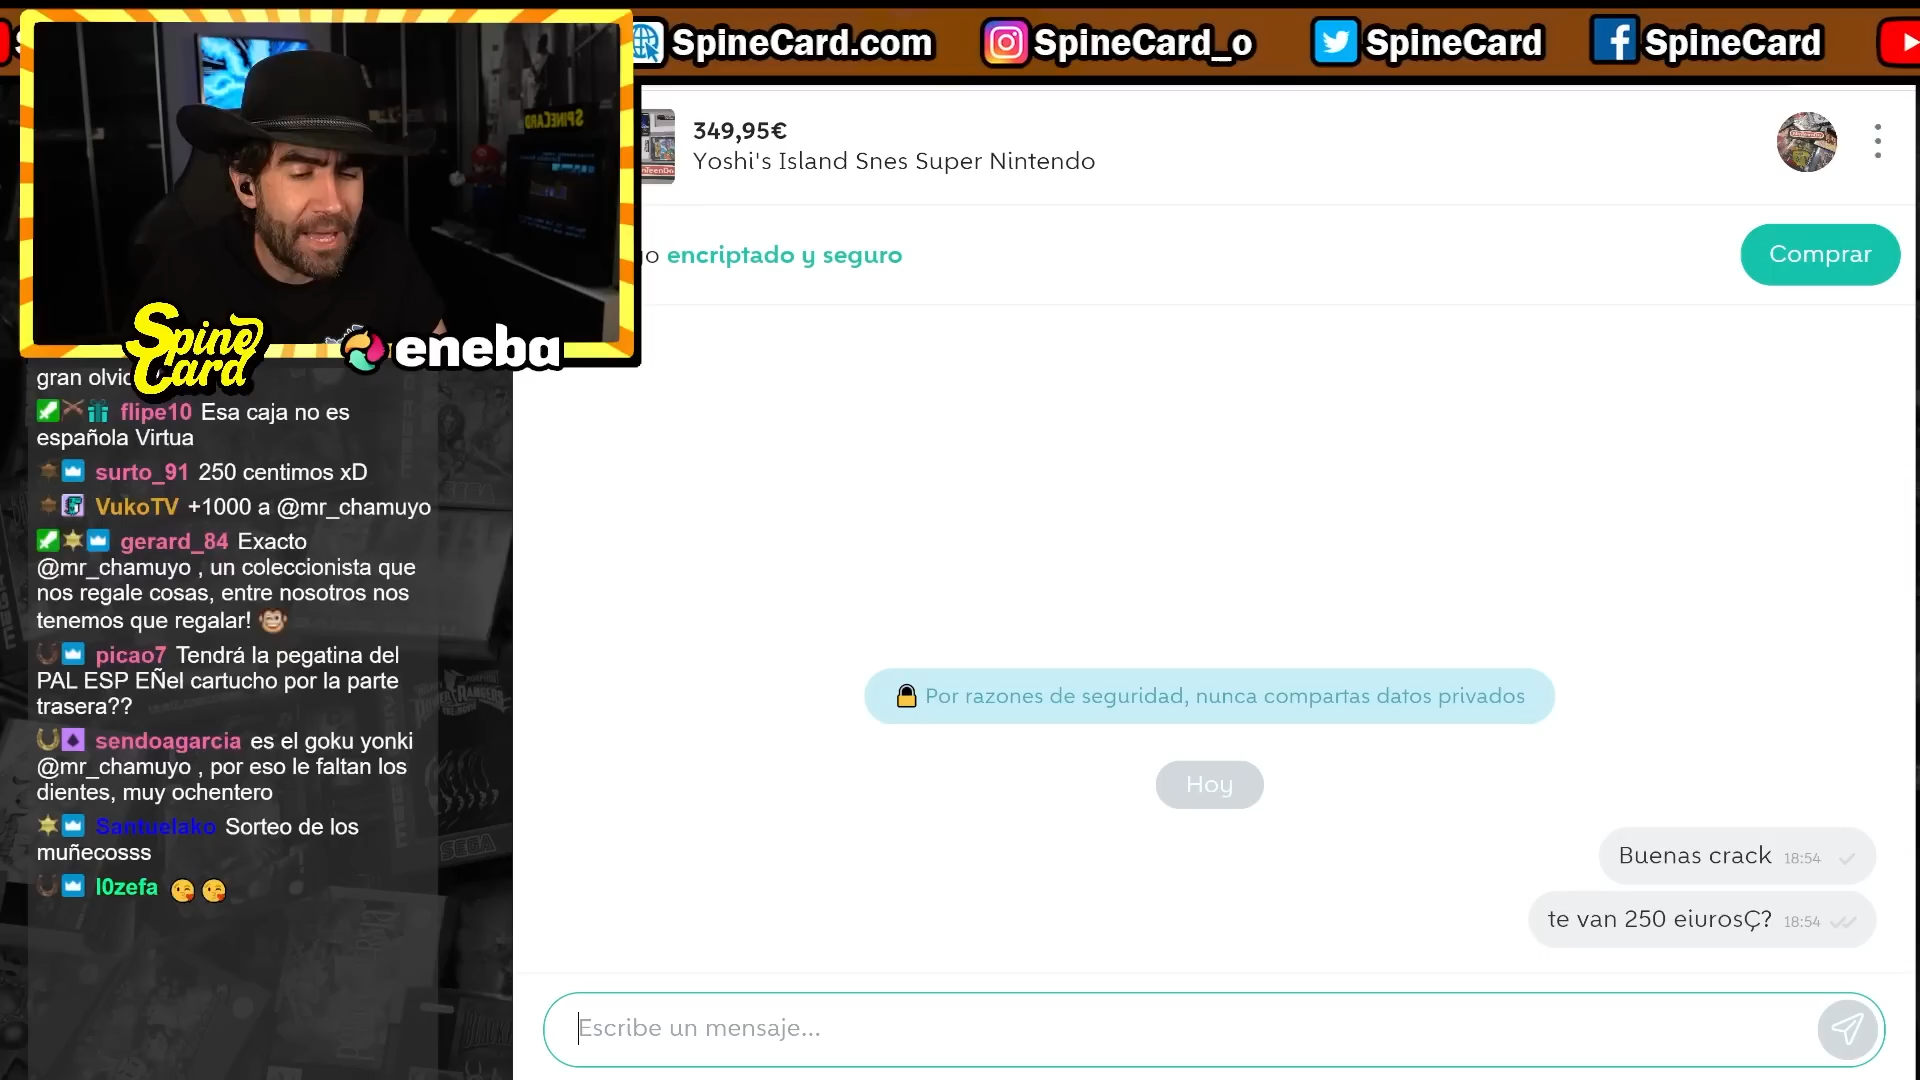 SpineCard.com
SpineCard_o
SpineCard
SpineCard
SPINECARD
349,95€
Yoshi's Island Snes Super Nintendo
go encriptado y seguro
Comprar
Spine
Card
eneba
gran olvid
flipe10 Esa caja no es
española Virtua
surto_91 250 centimos xD
VukoTV +1000 a @mr_chamuyo
gerard_84 Exacto
@mr_chamuyo , un coleccionista que
nos regale cosas, entre nosotros nos
tenemos que regalar!
picao7 Tendrá la pegatina del
PAL ESP EÑel cartucho por la parte
trasera??
sendoagarcia es el goku yonki
@mr_chamuyo , por eso le faltan los
dientes, muy ochentero
Santuelako Sorteo de los
muñecosss
l0zefa
Por razones de seguridad, nunca compartas datos privados
Hoy
Buenas crack 18:54
te van 250 eiurosÇ? 18:54
Escribe un mensaje...